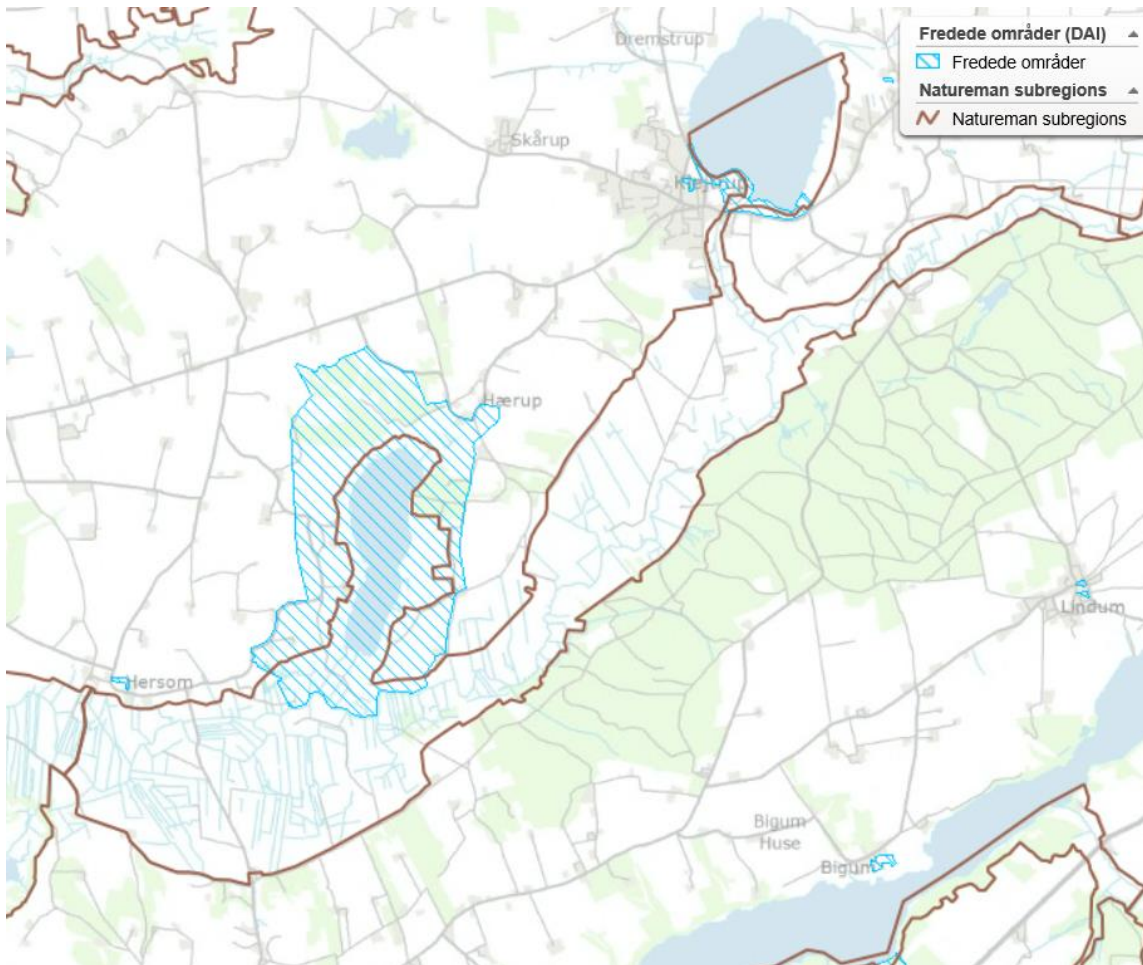 Dremstrup
Fredede områder (DAI)
Fredede områder
Natureman subregions
Natureman subregions
Skårup
Hærup
Lindum
Hersom
Bigum
Huse
Bigum